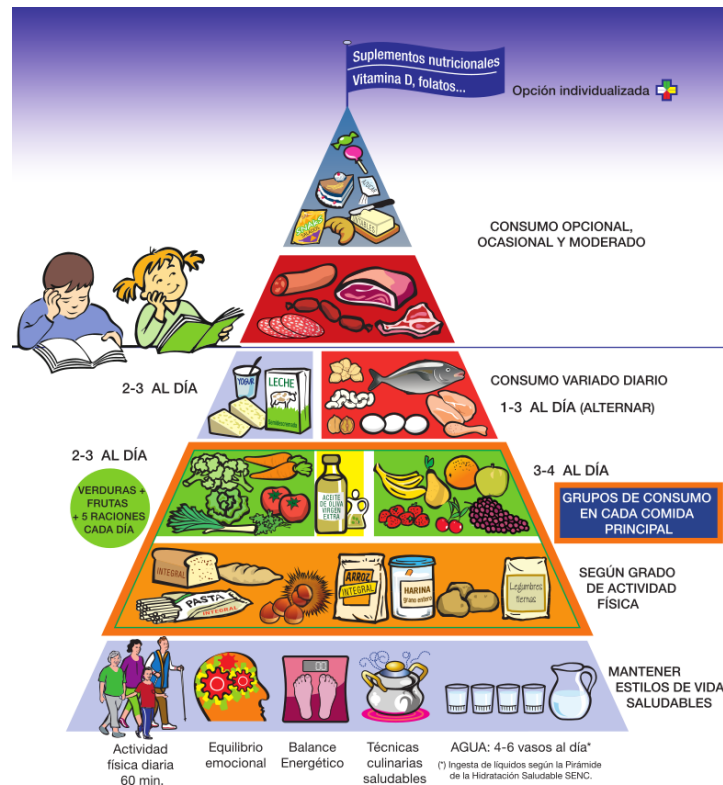 Suplementos nutricionales
Vitamina D, folatos...
Opción individualizada
AZÚCAR
SNAKS
CONSUMO OPCIONAL,
OCASIONAL Y MODERADO
2-3 AL DÍA
YOGUR
LECHE
CONSUMO VARIADO DIARIO
1-3 AL DÍA (ALTERNAR)
2-3 AL DÍA
VERDURAS +
FRUTAS
+ 5 RACIONES
CADA DÍA
ACEITE
DE OLIVA
VIRGEN
EXTRA
3-4 AL DÍA
GRUPOS DE CONSUMO
EN CADA COMIDA
PRINCIPAL
INTEGRAL
PASTA
INTEGRAL
ARROZ
INTEGRAL
HARINA
grano entero
Legumbres
tiernas
SEGÚN GRADO
DE ACTIVIDAD
FÍSICA
MANTENER
ESTILOS DE VIDA
SALUDABLES
Actividad
física diaria
60 min.
Equilibrio
emocional
Balance
Energético
Técnicas
culinarias
saludables
AGUA: 4-6 vasos al día*
(*) Ingesta de líquidos según la Pirámide
de la Hidratación Saludable SENC.